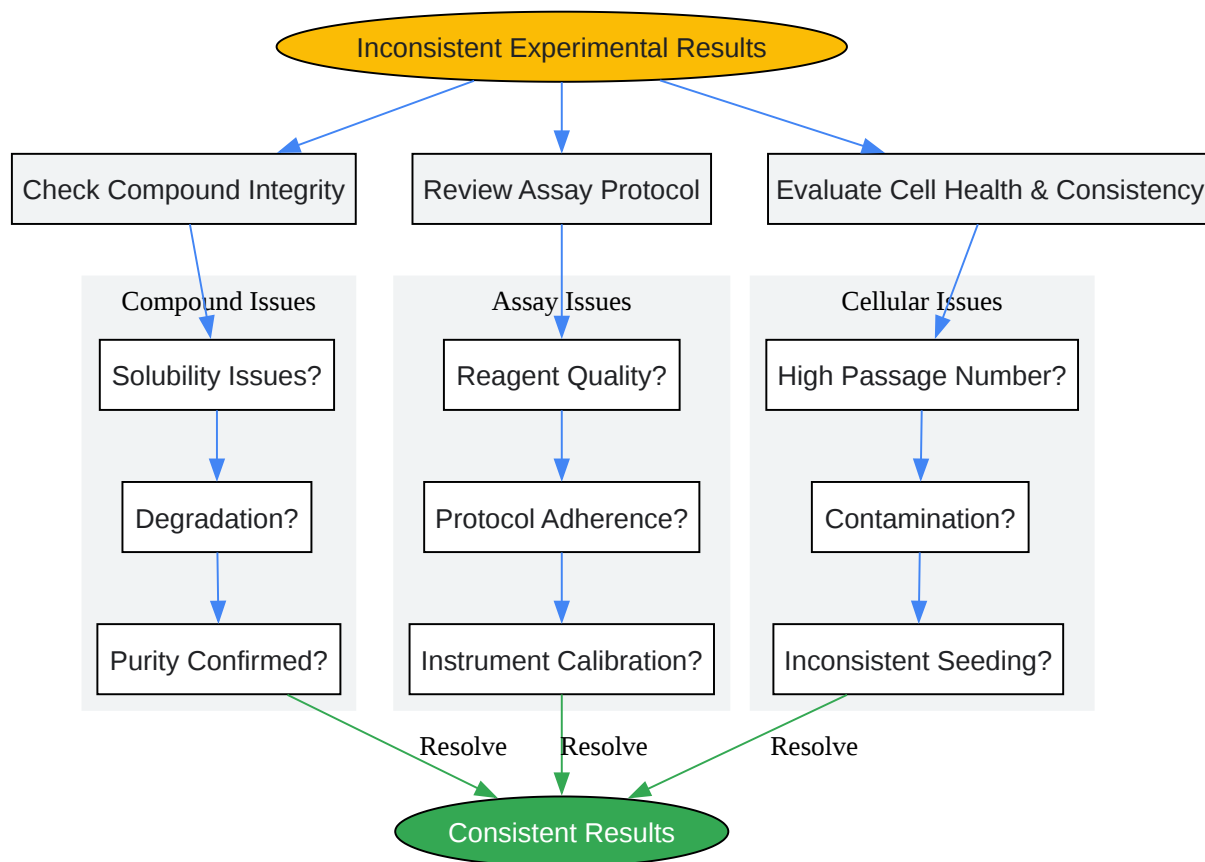 Inconsistent Experimental Results
Check Compound Integrity
Review Assay Protocol
Evaluate Cell Health & Consistency
Compound Issues
Assay Issues
Cellular Issues
Solubility Issues?
Reagent Quality?
High Passage Number?
Degradation?
Protocol Adherence?
Contamination?
Purity Confirmed?
Instrument Calibration?
Inconsistent Seeding?
Resolve
Resolve
Resolve
Consistent Results